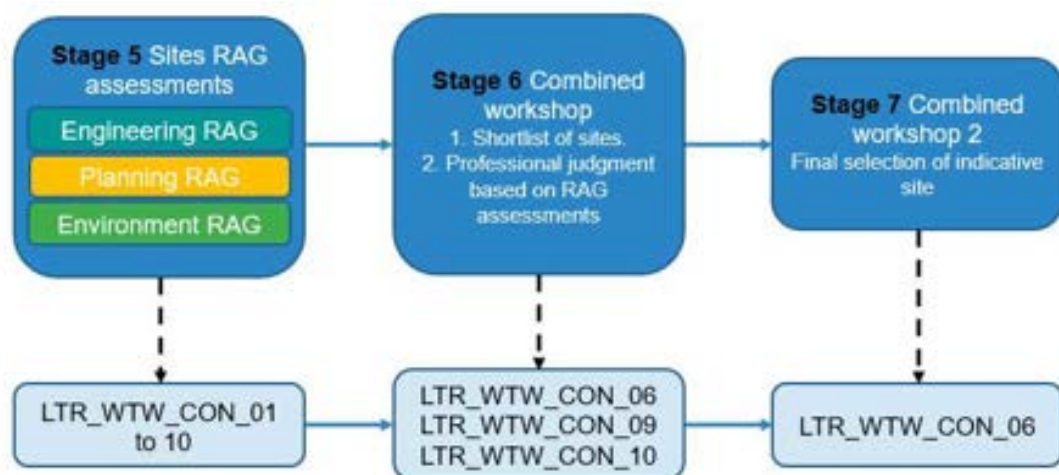 Stage 5 Sites RAG
assessments
Engineering RAG
Planning RAG
Environment RAG
Stage 6 Combined
workshop
1. Shortlist of sites.
2. Professional judgment
based on RAG
assessments
Stage 7 Combined
workshop 2
Final selection of indicative
site
LTR_WTW_CON_01
to 10
LTR_WTW_CON_06
LTR_WTW_CON_09
LTR_WTW_CON_10
LTR_WTW_CON_06